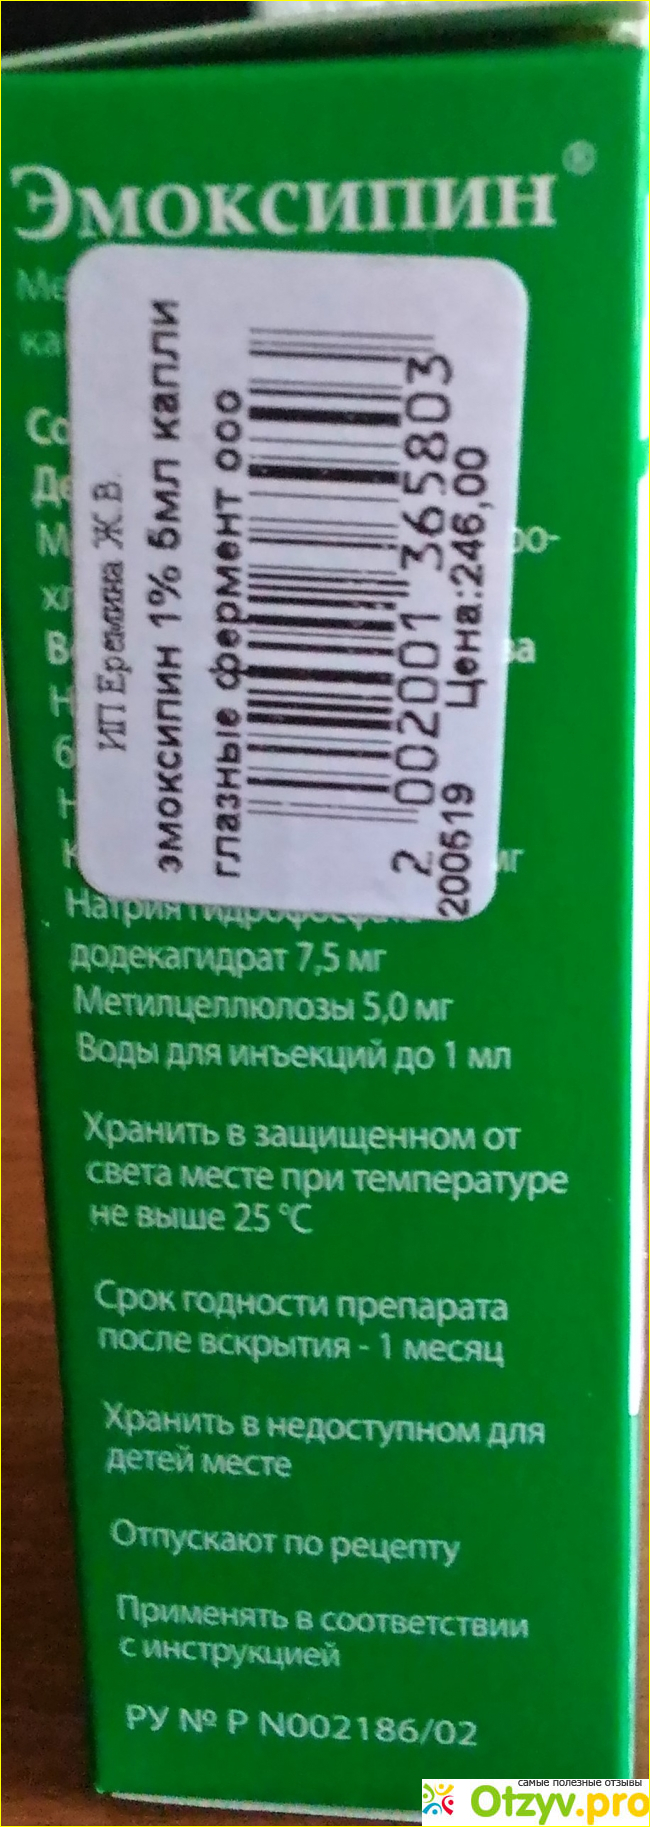 Эмоксипин®
ИП Еремина Ж.В.
эмоксипин 1% 5мл капли
глазные фермент ооо
2 002001 365803
200619 Цена:246,00
Натрия гидрофосфата
додекагидрат 7,5 мг
Метилцеллюлозы 5,0 мг
Воды для инъекций до 1 мл
Хранить в защищенном от
света месте при температуре
не выше 25 °С
Срок годности препарата
после вскрытия - 1 месяц
Хранить в недоступном для
детей месте
Отпускают по рецепту
Применять в соответствии
с инструкцией
РУ № Р N002186/02
самые полезные отзывы
Otzyv.pro